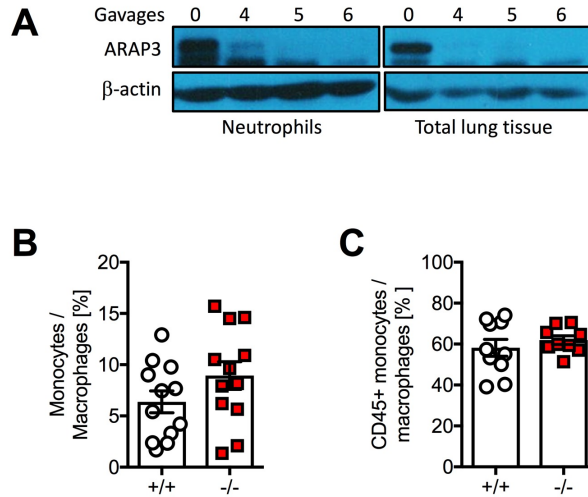 A
Gavages 0 4 5 6 0 4 5 6
ARAP3
β-actin
Neutrophils Total lung tissue
B
Monocytes /
Macrophages [%]
20
15
10
5
0
+/+ -/-
C
CD45+ monocytes /
macrophages [% ]
100
80
60
40
20
0
+/+ -/-